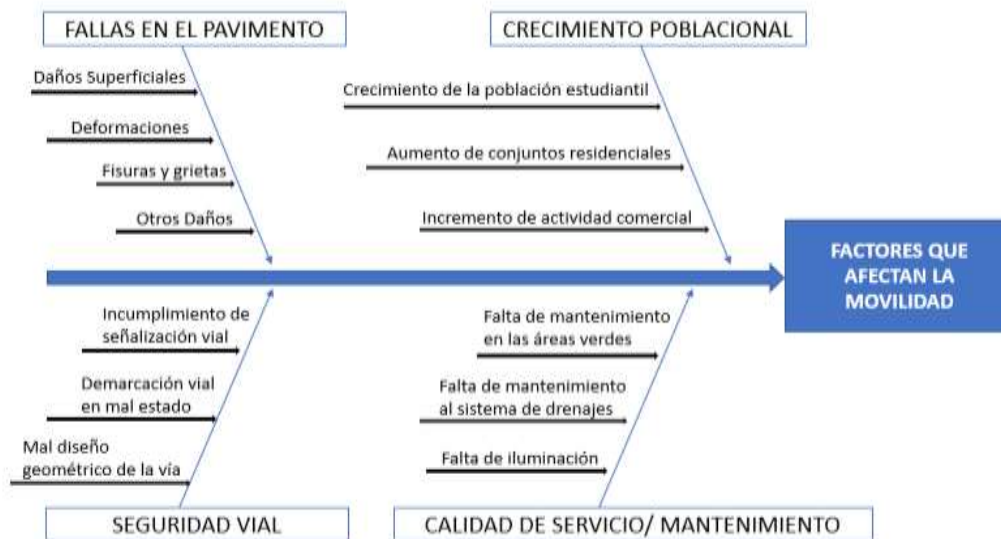 FALLAS EN EL PAVIMENTO
CRECIMIENTO POBLACIONAL
Daños Superficiales
Deformaciones
Fisuras y grietas
Otros Daños
Crecimiento de la población estudiantil
Aumento de conjuntos residenciales
Incremento de actividad comercial
FACTORES QUE
AFECTAN LA
MOVILIDAD
Incumplimiento de
señalización vial
Demarcación vial
en mal estado
Mal diseño
geométrico de la vía
Falta de mantenimiento
en las áreas verdes
Falta de mantenimiento
al sistema de drenajes
Falta de iluminación
SEGURIDAD VIAL
CALIDAD DE SERVICIO/ MANTENIMIENTO